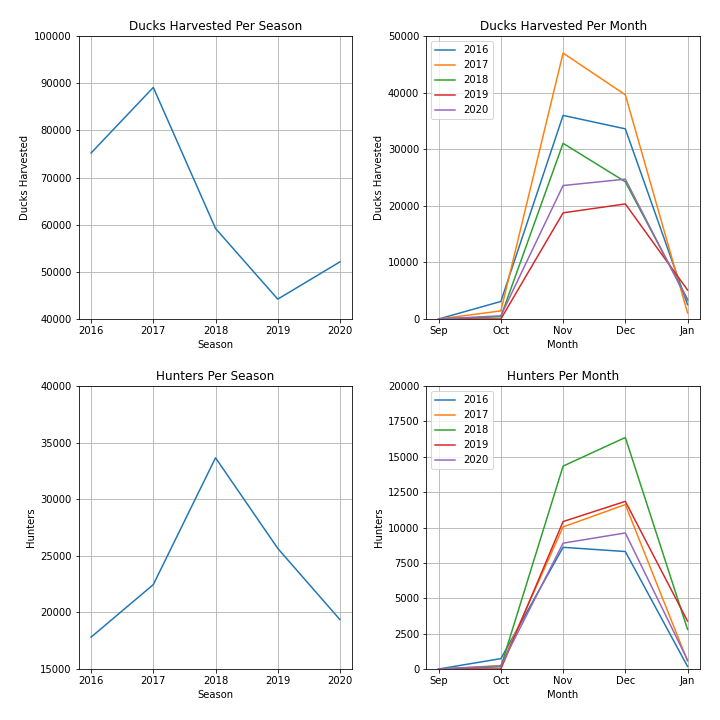 Ducks Harvested Per Season
100000
90000
80000
70000
60000
50000
40000
Ducks Harvested
2016 2017 2018 2019 2020
Season
Ducks Harvested Per Month
50000
40000
30000
20000
10000
0
Ducks Harvested
2016
2017
2018
2019
2020
Sep Oct Nov Dec Jan
Month
Hunters Per Season
40000
35000
30000
25000
20000
15000
Hunters
2016 2017 2018 2019 2020
Season
Hunters Per Month
20000
17500
15000
12500
10000
7500
5000
2500
0
Hunters
2016
2017
2018
2019
2020
Sep Oct Nov Dec Jan
Month